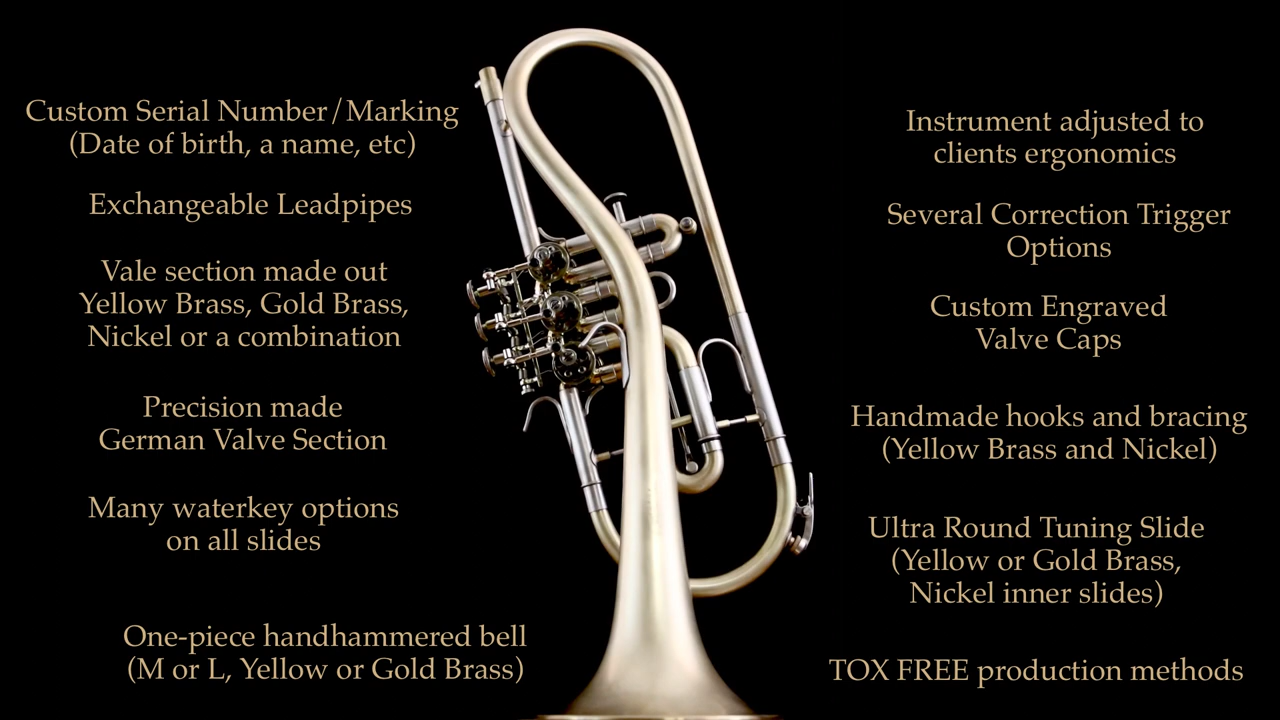 Custom Serial Number/Marking
(Date of birth, a name, etc)
Exchangeable Leadpipes
Vale section made out
Yellow Brass, Gold Brass,
Nickel or a combination
Precision made
German Valve Section
Many waterkey options
on all slides
One-piece handhammered bell
(M or L, Yellow or Gold Brass)
Instrument adjusted to
clients ergonomics
Several Correction Trigger
Options
Custom Engraved
Valve Caps
Handmade hooks and bracing
(Yellow Brass and Nickel)
Ultra Round Tuning Slide
(Yellow or Gold Brass,
Nickel inner slides)
TOX FREE production methods